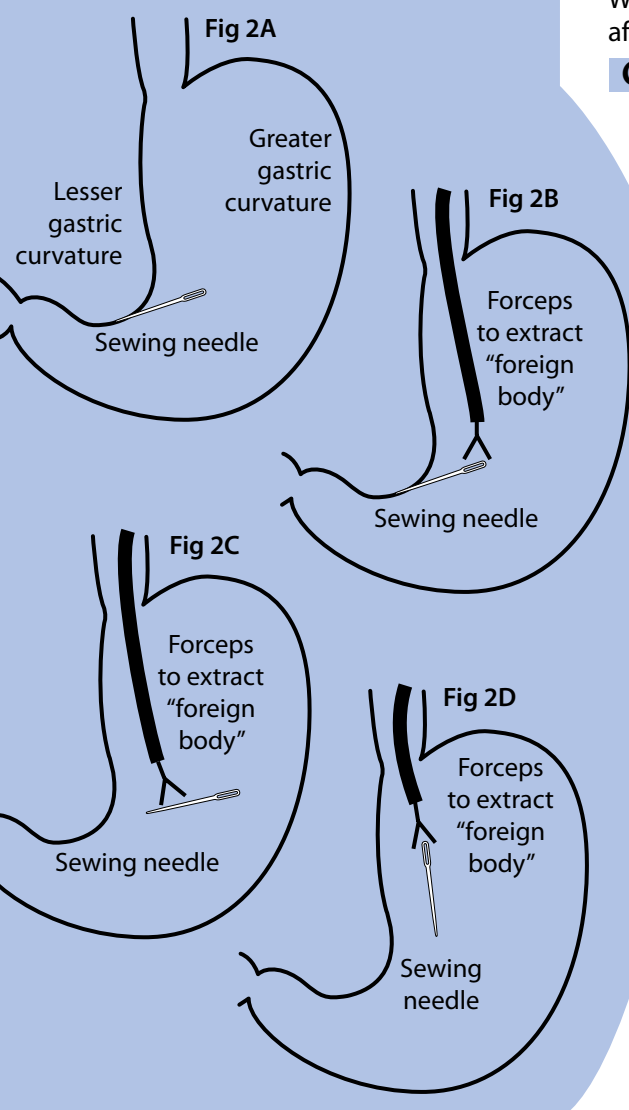 Fig 2A
Greater
gastric
curvature
Lesser
gastric
curvature
Sewing needle
Fig 2B
Forceps
to extract
“foreign
body”
Sewing needle
Fig 2C
Forceps
to extract
“foreign
body”
Sewing needle
Fig 2D
Forceps
to extract
“foreign
body”
Sewing
needle